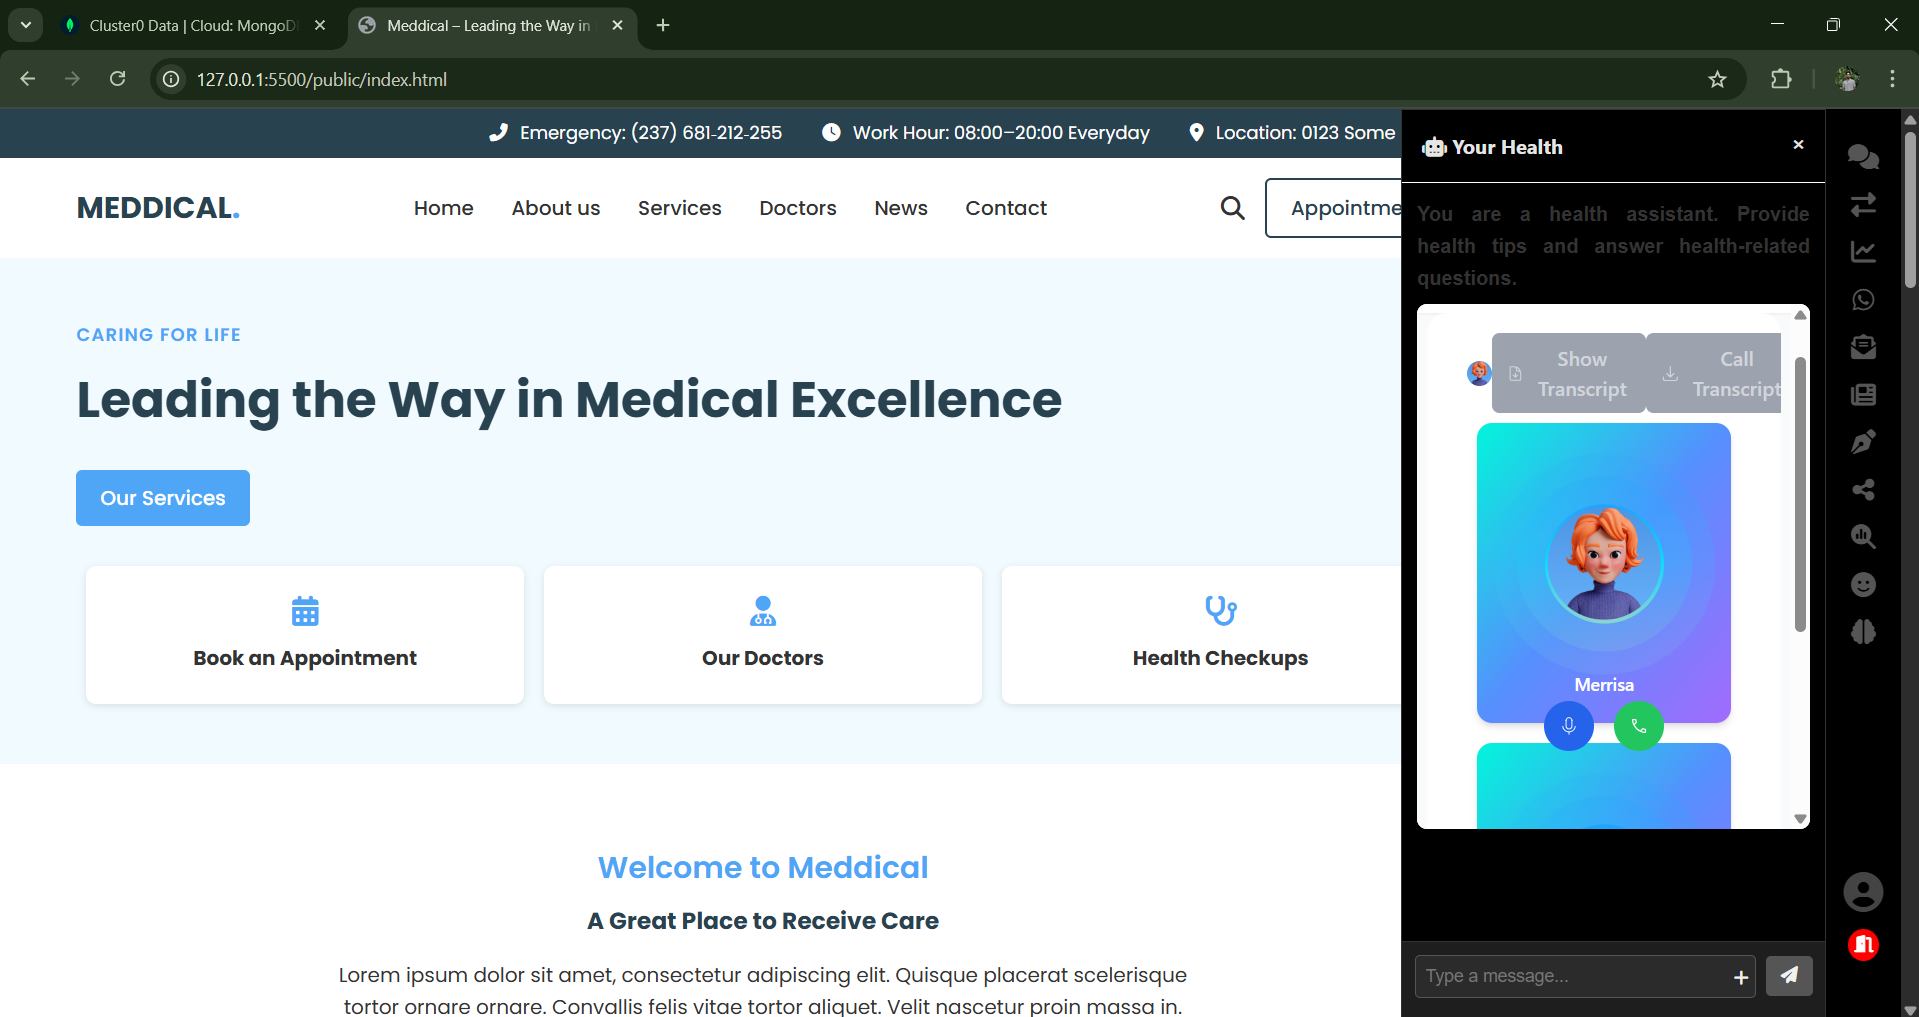 Cluster0 Data | Cloud: MongoD
Meddical – Leading the Way in
127.0.0.1:5500/public/index.html
Emergency: (237) 681-212-255
Work Hour: 08:00–20:00 Everyday
Location: 0123 Some
MEDDICAL.
Home
About us
Services
Doctors
News
Contact
Appointme
CARING FOR LIFE
Leading the Way in Medical Excellence
Our Services
Book an Appointment
Our Doctors
Health Checkups
Welcome to Meddical
A Great Place to Receive Care
Lorem ipsum dolor sit amet, consectetur adipiscing elit. Quisque placerat scelerisque
tortor ornare ornare. Convallis felis vitae tortor aliquet. Velit nascetur proin massa in.
Your Health
×
You are a health assistant. Provide
health tips and answer health-related
questions.
Show
Transcript
Call
Transcript
Merrisa
Type a message...